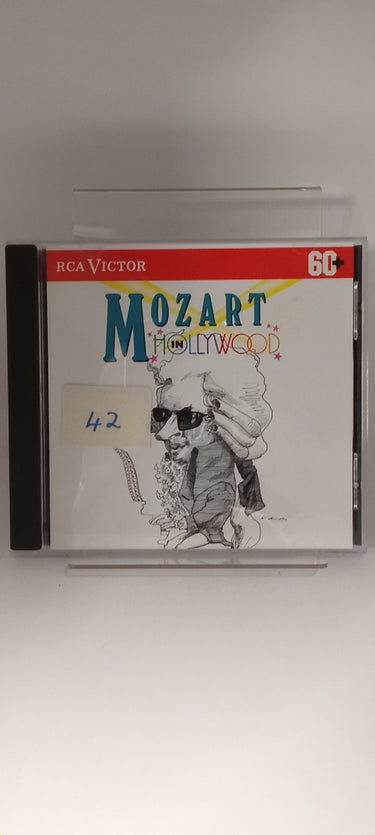 RCA VICTOR 60+
MOZART
IN
HOLLYWOOD
42